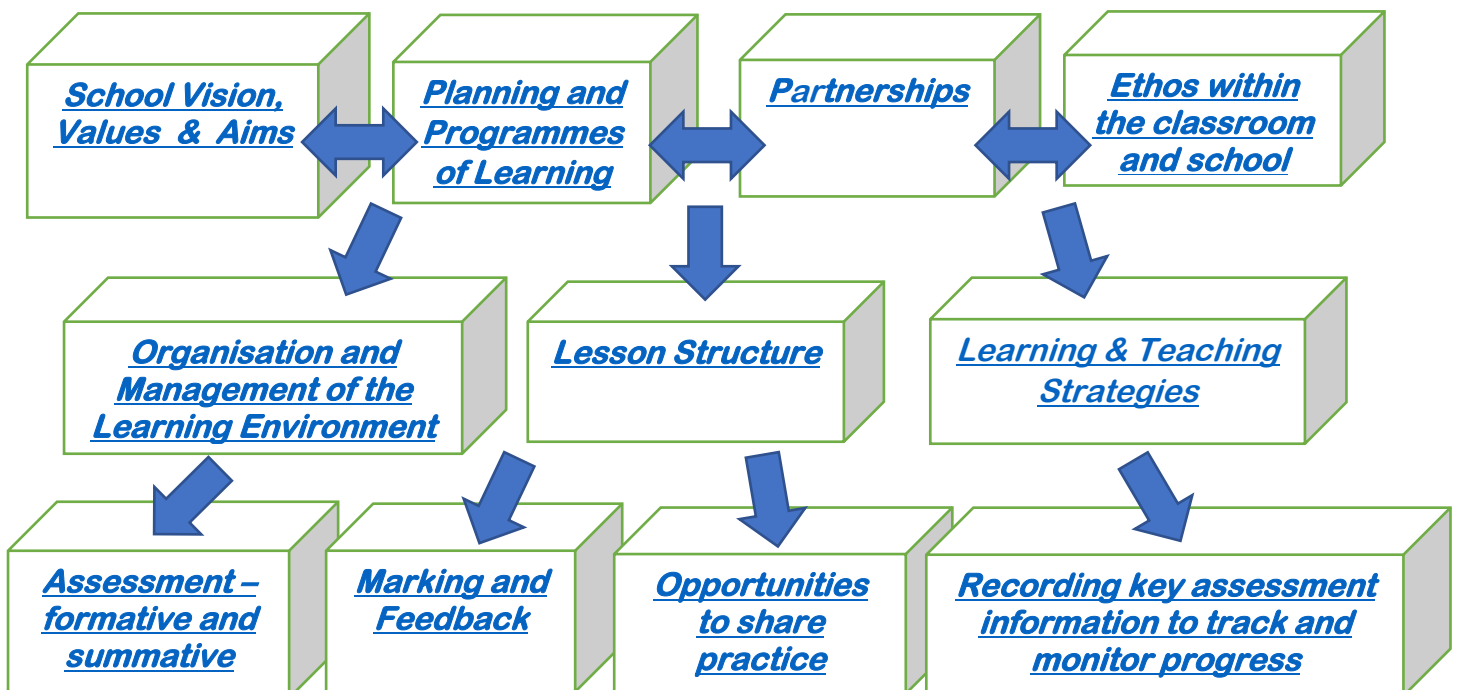 School Vision,
Values & Aims
Planning and
Programmes
of Learning
Partnerships
Ethos within
the classroom
and school
Organisation and
Management of the
Learning Environment
Lesson Structure
Learning & Teaching
Strategies
Assessment –
formative and
summative
Marking and
Feedback
Opportunities
to share
practice
Recording key assessment
information to track and
monitor progress